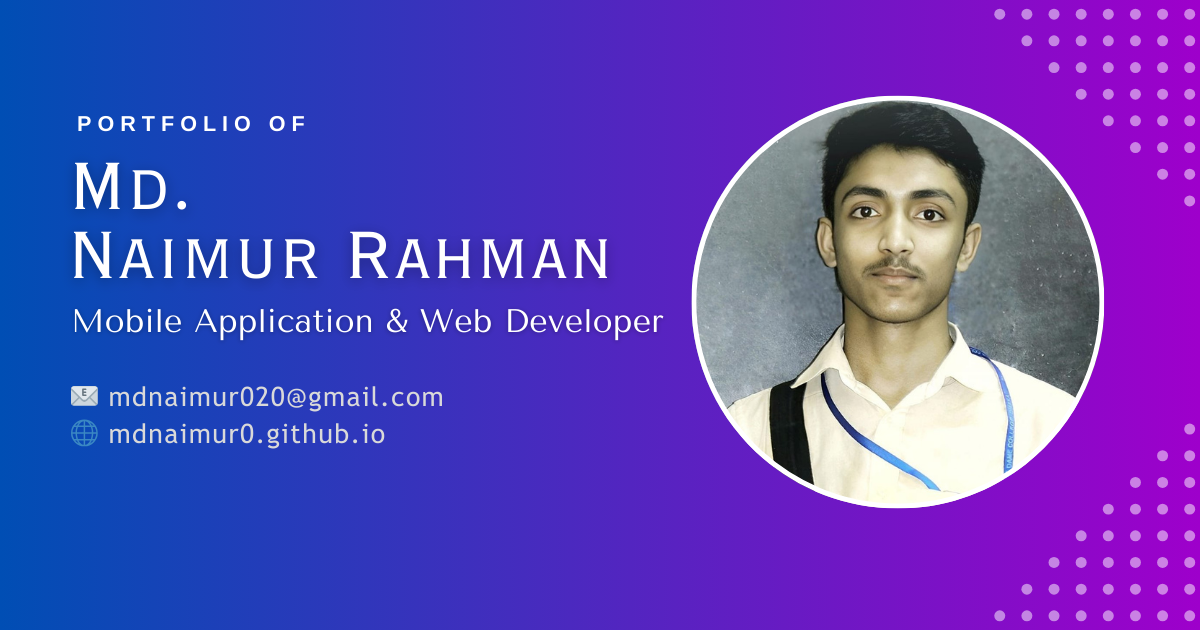 PORTFOLIO OF
MD.
NAIMUR RAHMAN
Mobile Application & Web Developer
mdnaimur020@gmail.com
mdnaimur0.github.io